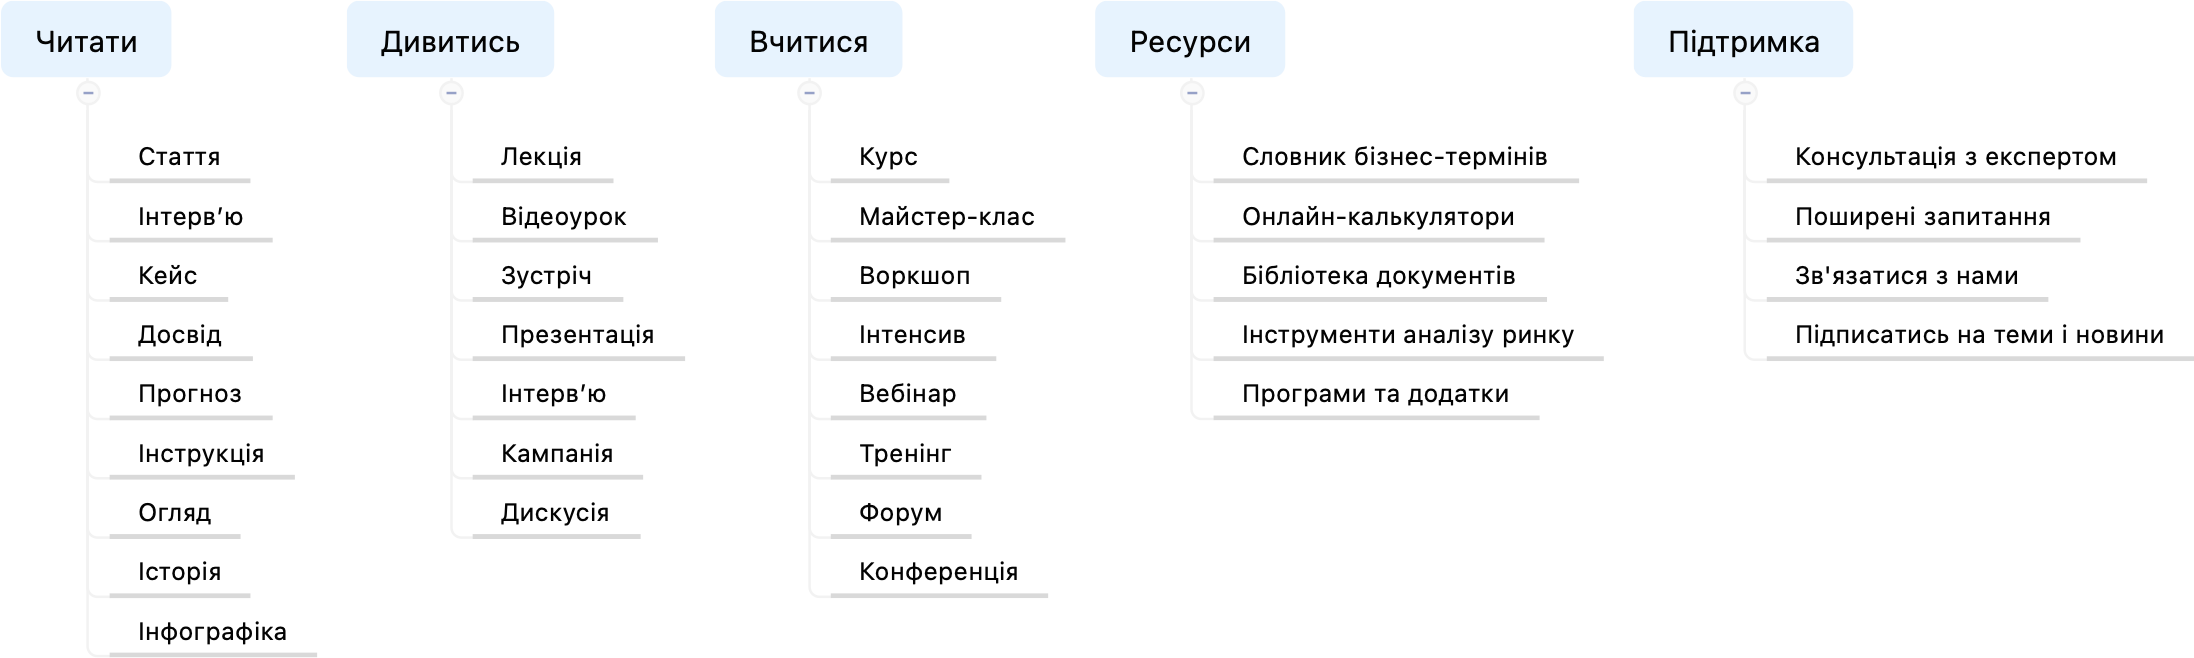 Читати
Стаття
Інтерв’ю
Кейс
Досвід
Прогноз
Інструкція
Огляд
Історія
Інфографіка
Дивитись
Лекція
Відеоурок
Зустріч
Презентація
Інтерв’ю
Кампанія
Дискусія
Вчитися
Курс
Майстер-клас
Воркшоп
Інтенсив
Вебінар
Тренінг
Форум
Конференція
Ресурси
Словник бізнес-термінів
Онлайн-калькулятори
Бібліотека документів
Інструменти аналізу ринку
Програми та додатки
Підтримка
Консультація з експертом
Поширені запитання
Зв'язатися з нами
Підписатись на теми і новини